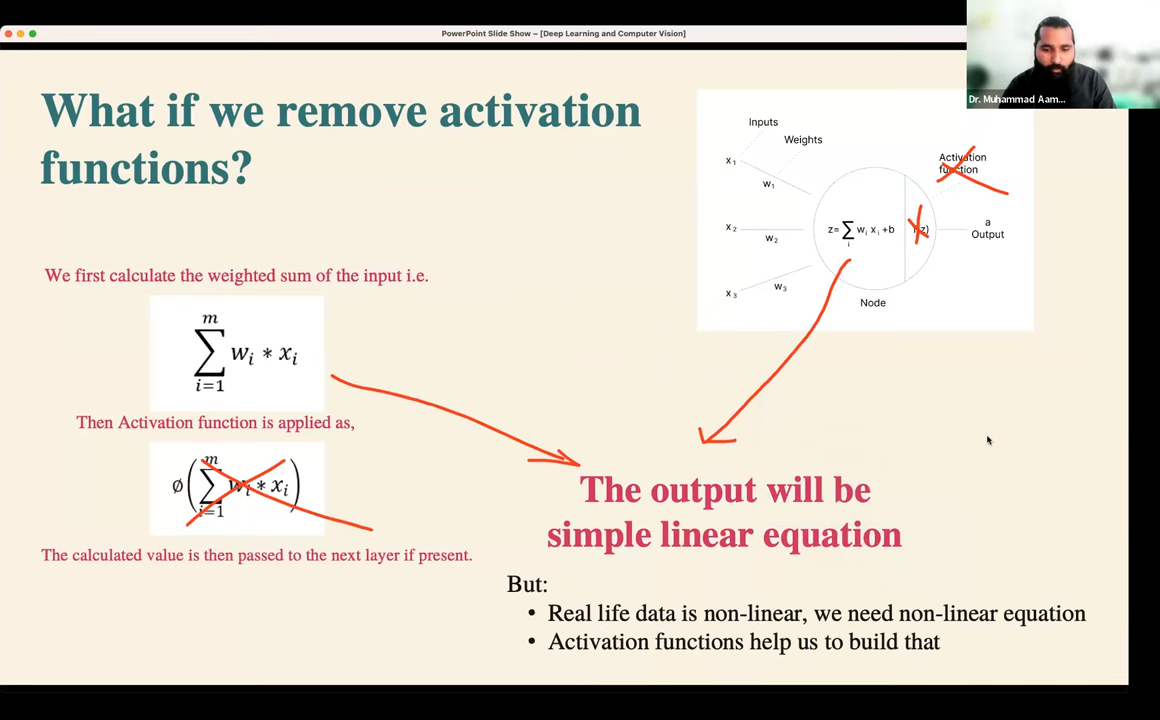 PowerPoint Slide Show – [Deep Learning and Computer Vision]
Dr. Muhammad Aam...
What if we remove activation
functions?
We first calculate the weighted sum of the input i.e.
m
∑ wᵢ * xᵢ
i=1
Then Activation function is applied as,
m
ø(∑ wᵢ * xᵢ)
i=1
The calculated value is then passed to the next layer if present.
Inputs
Weights
x₁
w₁
x₂
w₂
x₃
w₃
z= ∑ wᵢ xᵢ +b
i
z)
Activation
function
a
Output
Node
The output will be
simple linear equation
But:
• Real life data is non-linear, we need non-linear equation
• Activation functions help us to build that